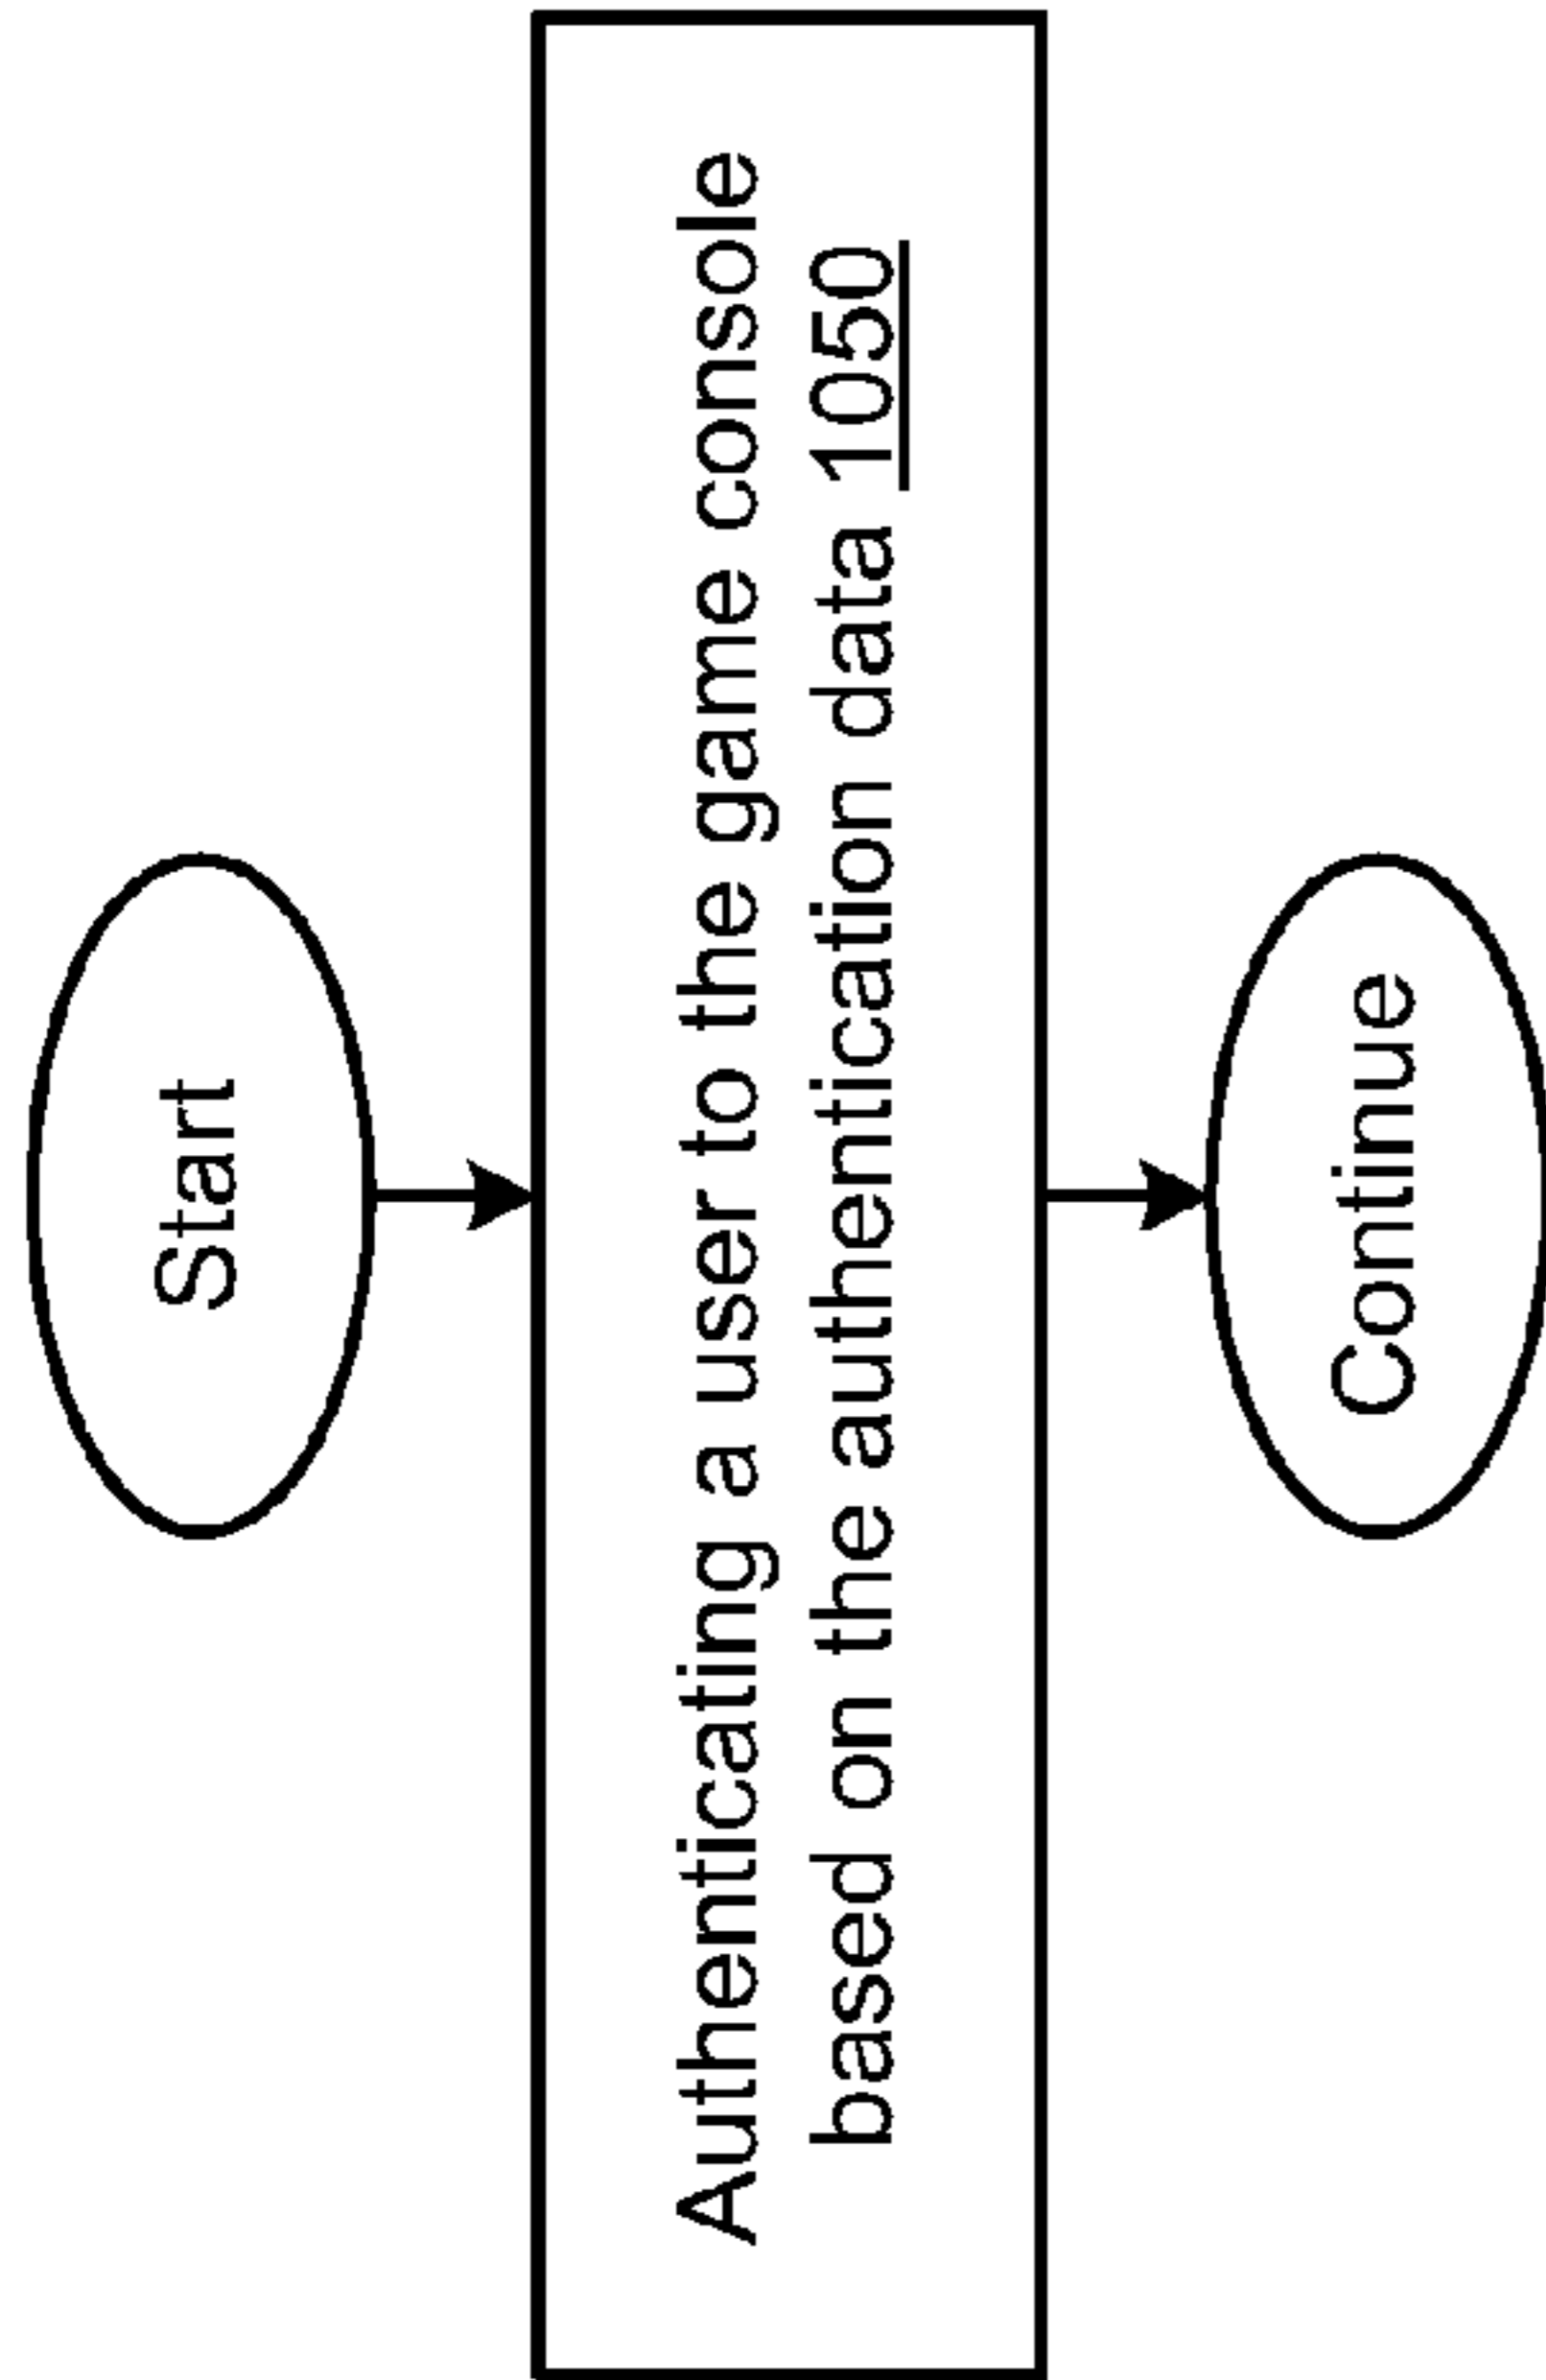 Start
Authenticating a user to the game console
based on the authentication data 1050
Continue